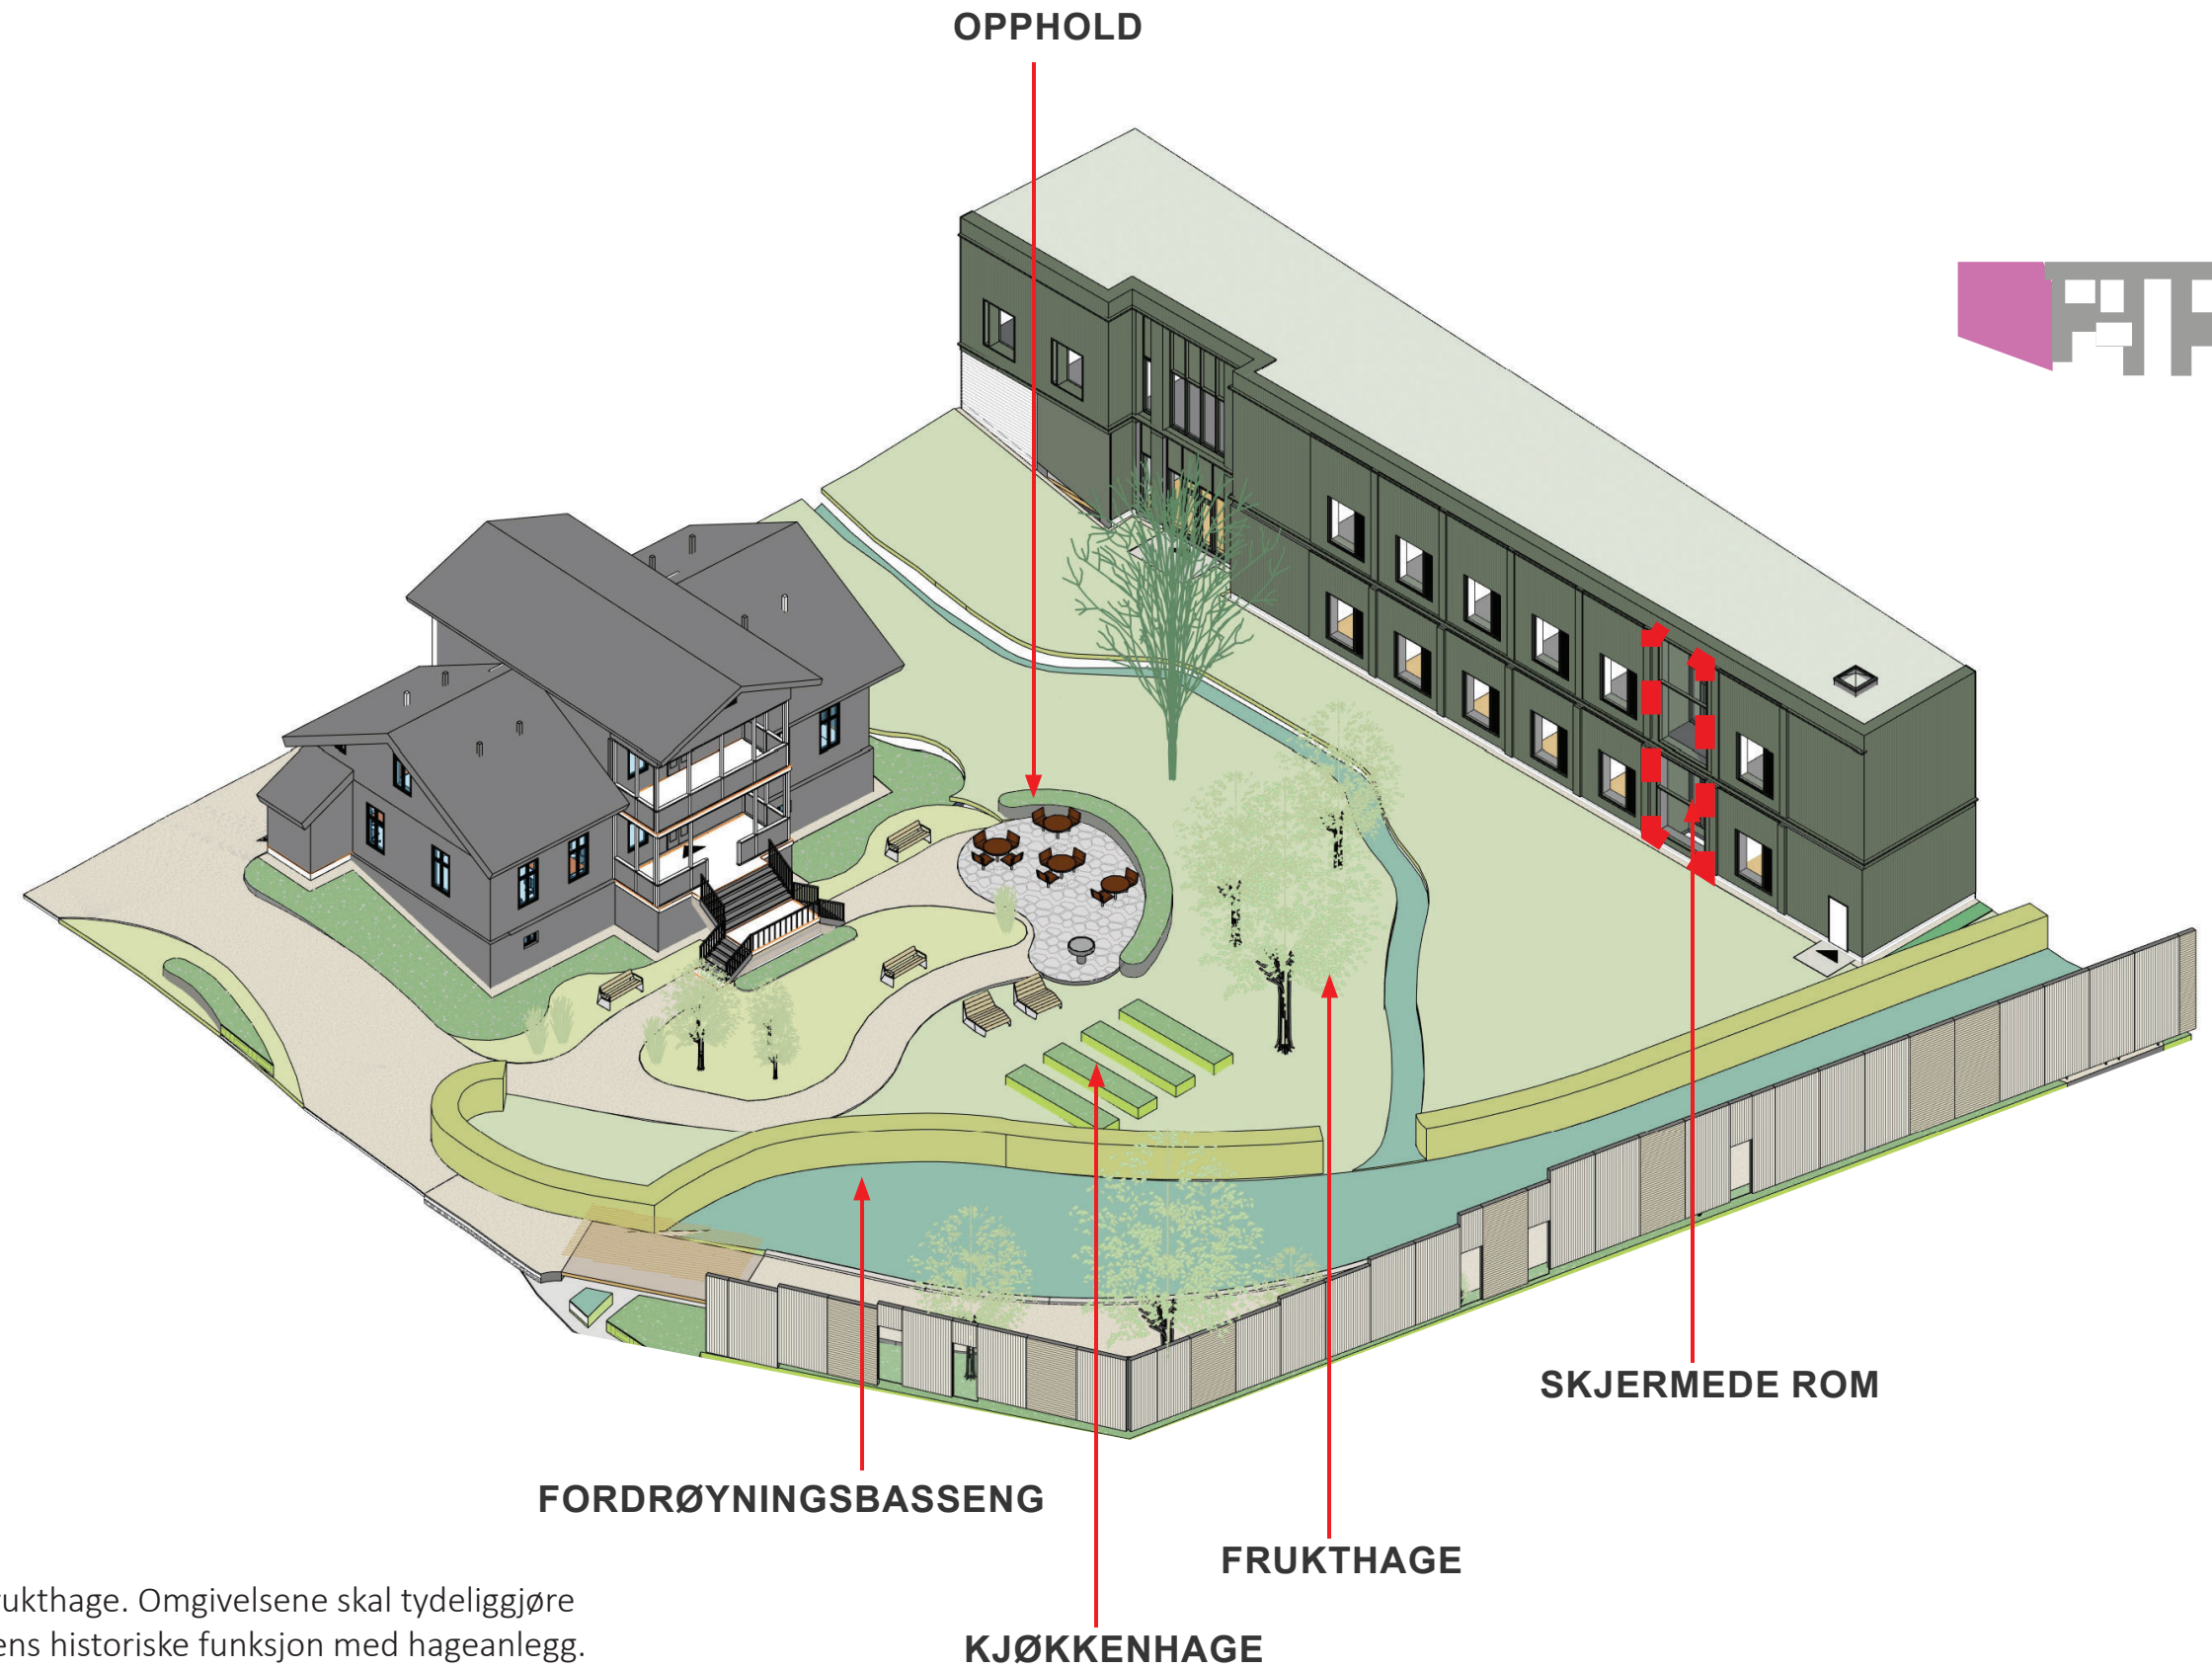 OPPHOLD
SKJERMEDE ROM
FORDRØYNINGSBASSENG
FRUKTHAGE
KJØKKENHAGE
ukthage. Omgivelsene skal tydeliggjøre
ens historiske funksjon med hageanlegg.